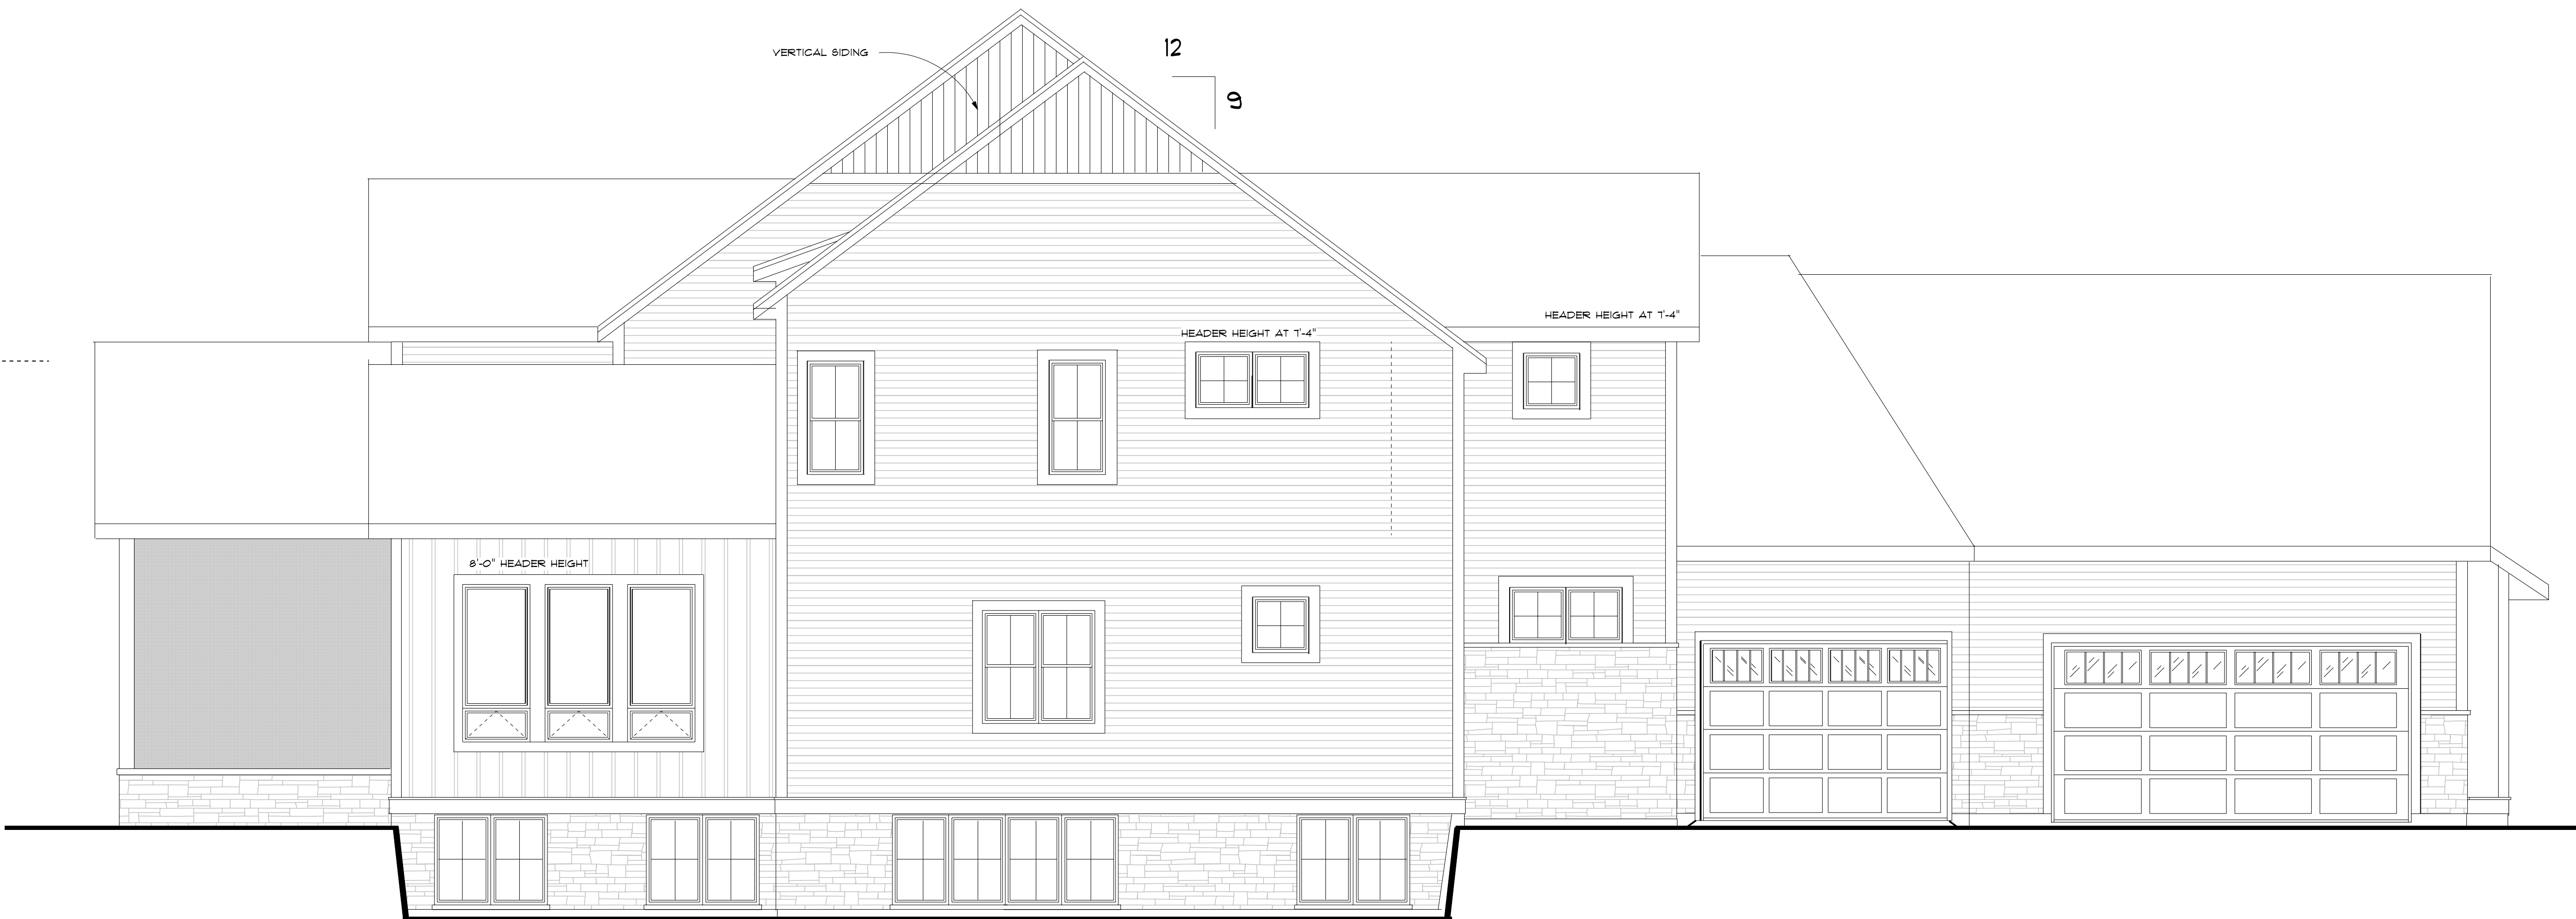 VERTICAL SIDING
12
9
HEADER HEIGHT AT 7'-4"
HEADER HEIGHT AT 7'-4"
8'-0" HEADER HEIGHT